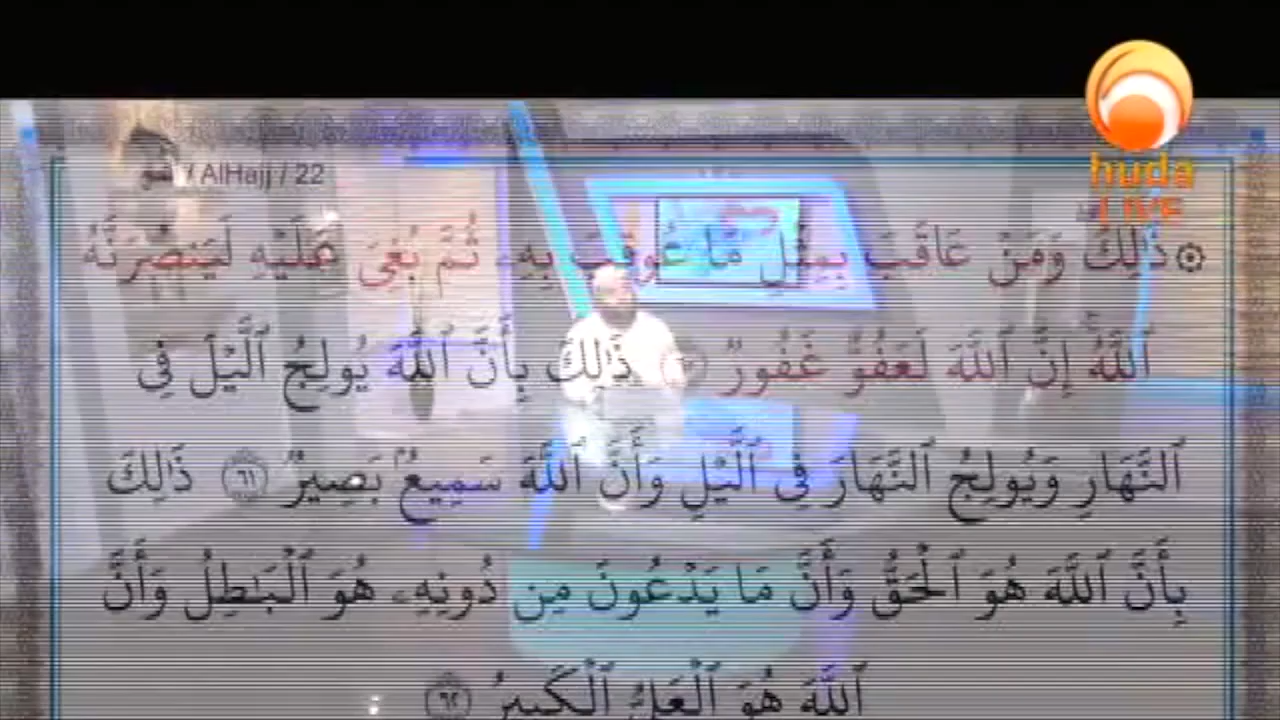 huda
LIVE
/ AlHajj / 22
۞ ذَٰلِكَ وَمَنْ عَاقَبَ بِمِثْلِ مَا عُوقِبَ بِهِۦ ثُمَّ بُغِىَ عَلَيْهِ لَيَنصُرَنَّهُ
ٱللَّهُ إِنَّ ٱللَّهَ لَعَفُوٌّ غَفُورٌ ذَٰلِكَ بِأَنَّ ٱللَّهَ يُولِجُ ٱلَّيْلَ فِى
ٱلنَّهَارِ وَيُولِجُ ٱلنَّهَارَ فِى ٱلَّيْلِ وَأَنَّ ٱللَّهَ سَمِيعٌۢ بَصِيرٌ ٦١ ذَٰلِكَ
بِأَنَّ ٱللَّهَ هُوَ ٱلْحَقُّ وَأَنَّ مَا يَدْعُونَ مِن دُونِهِۦ هُوَ ٱلْبَٰطِلُ وَأَنَّ
ٱللَّهَ هُوَ ٱلْعَلِىُّ ٱلْكَبِيرُ ٦٢